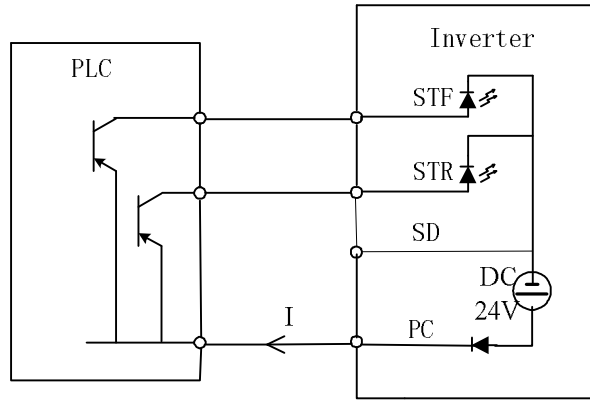 Inverter
PLC
STF
STR
SD
DC
24V
I
PC